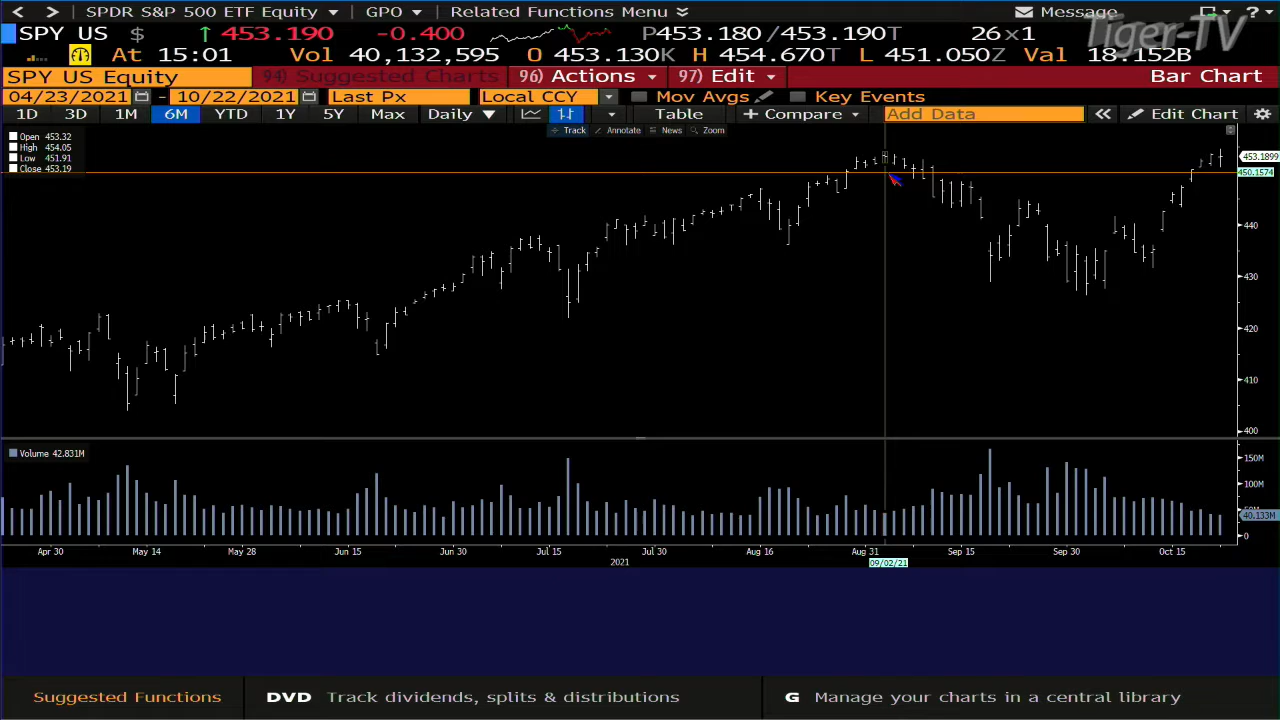 < > SPDR S&P 500 ETF Equity GPO Related Functions Menu Message ?
SPY US $ ↑ 453.190 -0.400 P453.180/453.190T 26x1
At 15:01 Vol 40,132,595 O 453.130K H 454.670T L 451.050Z Val 18.152B
Tiger-TV
SPY US Equity 94) Suggested Charts 96) Actions 97) Edit Bar Chart
04/23/2021 - 10/22/2021 Last Px Local CCY Mov Avgs Key Events
1D 3D 1M 6M YTD 1Y 5Y Max Daily ▼ Table + Compare Add Data « Edit Chart
Track Annotate News Zoom
Open 453.32
High 454.05
Low 451.91
Close 453.19
453.1899
450.1574
440
430
420
410
400
Volume 42.831M
150M
100M
50M
40.133M
0
Apr 30 May 14 May 28 Jun 15 Jun 30 Jul 15 Jul 30 Aug 16 Aug 31 Sep 15 Sep 30 Oct 15
2021 09/02/21
Suggested Functions DVD Track dividends, splits & distributions G Manage your charts in a central library